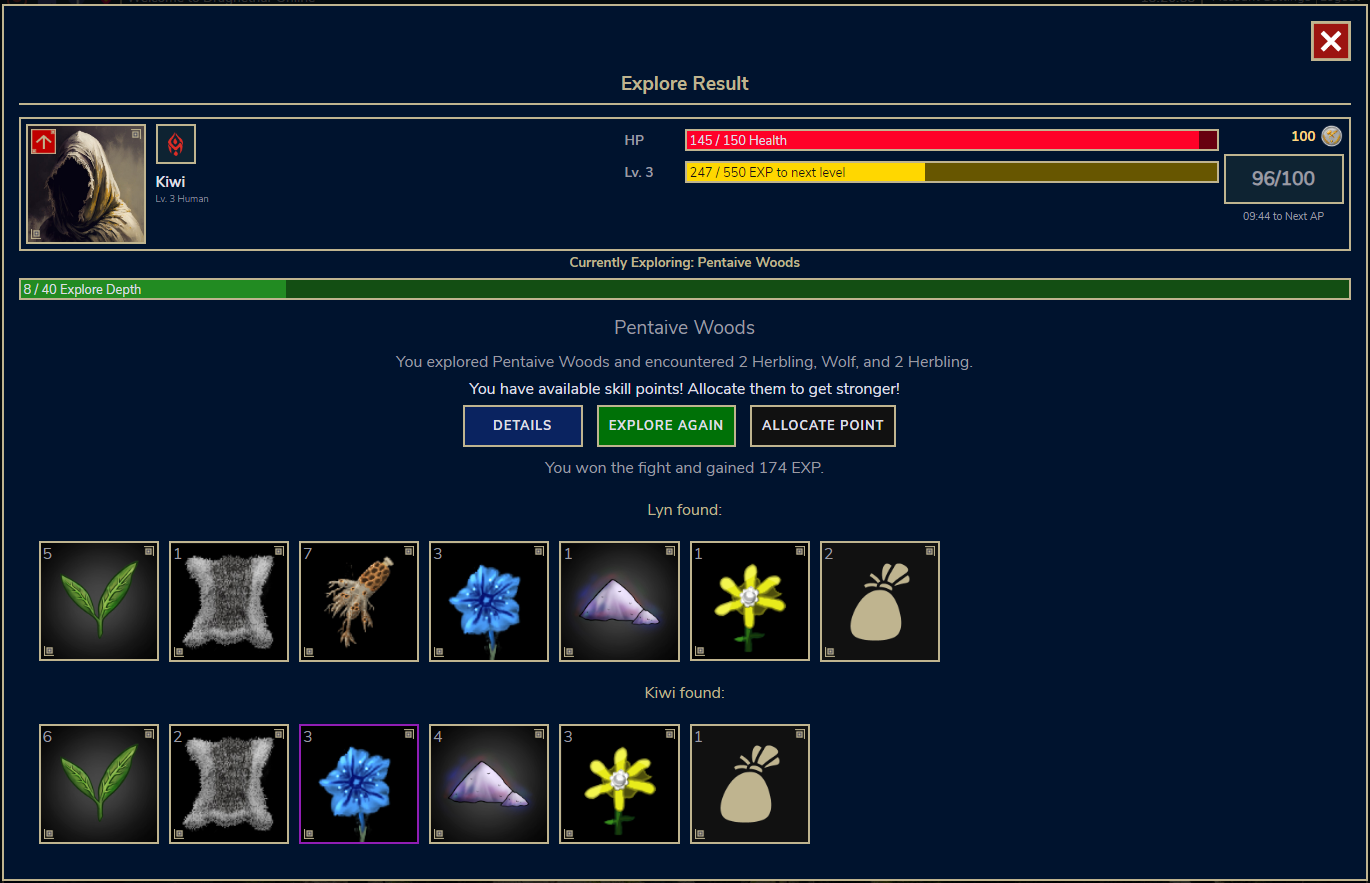 Explore Result
HP
145 / 150 Health
100
Lv. 3
247 / 550 EXP to next level
96/100
09:44 to Next AP
Kiwi
Lv. 3 Human
Currently Exploring: Pentaive Woods
8 / 40 Explore Depth
Pentaive Woods
You explored Pentaive Woods and encountered 2 Herbling, Wolf, and 2 Herbling.
You have available skill points! Allocate them to get stronger!
DETAILS EXPLORE AGAIN ALLOCATE POINT
You won the fight and gained 174 EXP.
Lyn found:
5 1 7 3 1 1 2
Kiwi found:
6 2 3 4 3 1